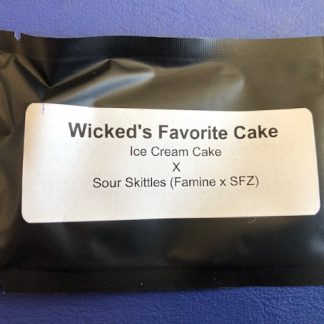 Wicked's Favorite Cake
Ice Cream Cake
X
Sour Skittles (Famine x SFZ)